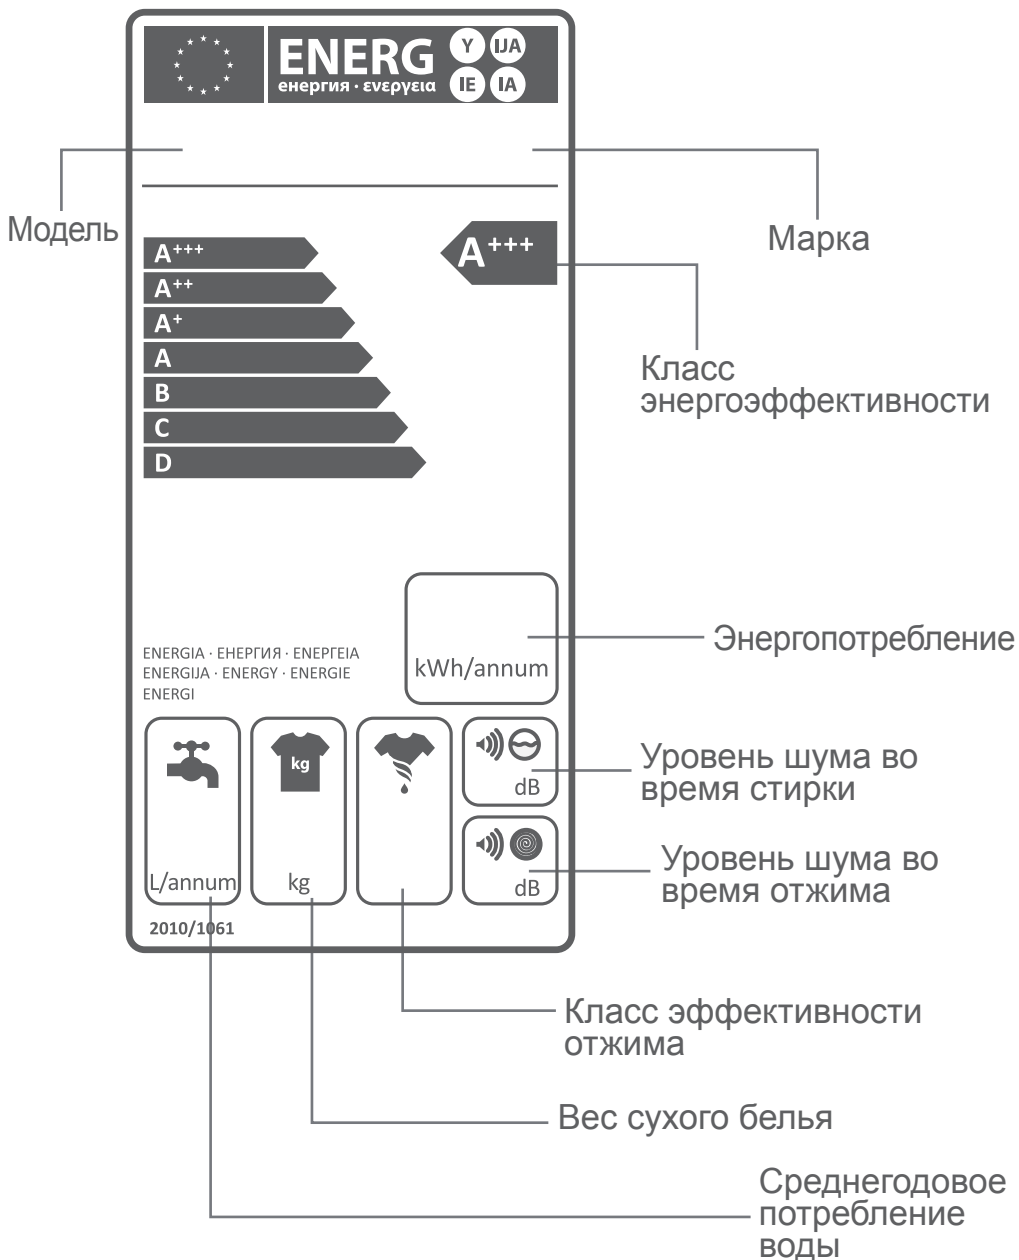 ENERG Y IJA
енергия · ενεργεια IE IA
Модель
Марка
A+++
A+++
A++
A+
A
B
C
D
Класс
энергоэффективности
Энергопотребление
ENERGIA · ЕНЕРГИЯ · ΕΝΕΡΓΕΙΑ
ENERGIJA · ENERGY · ENERGIE
ENERGI
kWh/annum
kg
Уровень шума во
время стирки
dB
Уровень шума во
время отжима
L/annum
kg
dB
2010/1061
Класс эффективности
отжима
Вес сухого белья
Среднегодовое
потребление
воды